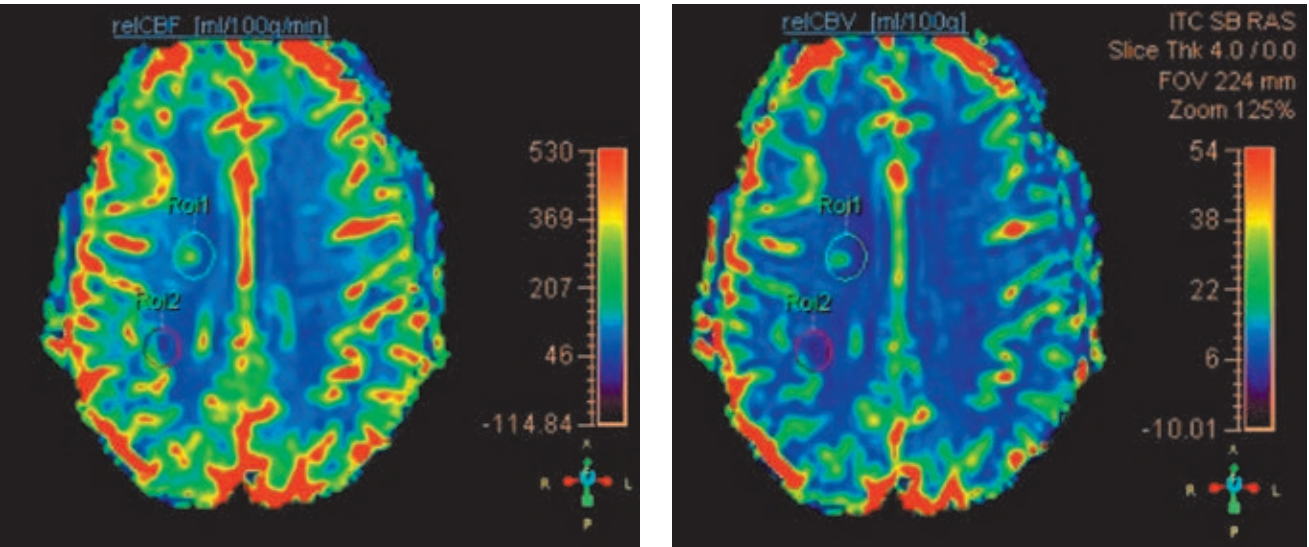 relCBF [ml/100g/min]
Roi1
Roi2
530
369
207
46
-114.84
A
R
L
P
relCBV [ml/100g]
ITC SB RAS
Slice Thk 4.0 / 0.0
FOV 224 mm
Zoom 125%
Roi1
Roi2
54
38
22
6
-10.01
A
R
L
P